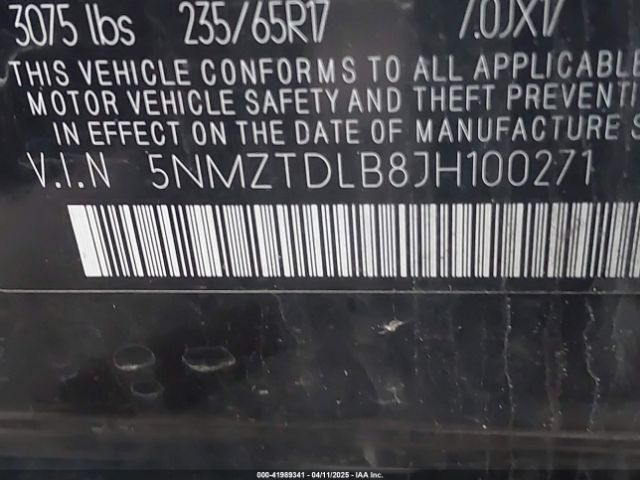 3075 lbs 235/65R17 7.0JX17
THIS VEHICLE CONFORMS TO ALL APPLICABLE
MOTOR VEHICLE SAFETY AND THEFT PREVENTI
IN EFFECT ON THE DATE OF MANUFACTURE S
V.I.N 5NMZTDLB8JH100271
000-41989341 - 04/11/2025 - IAA Inc.